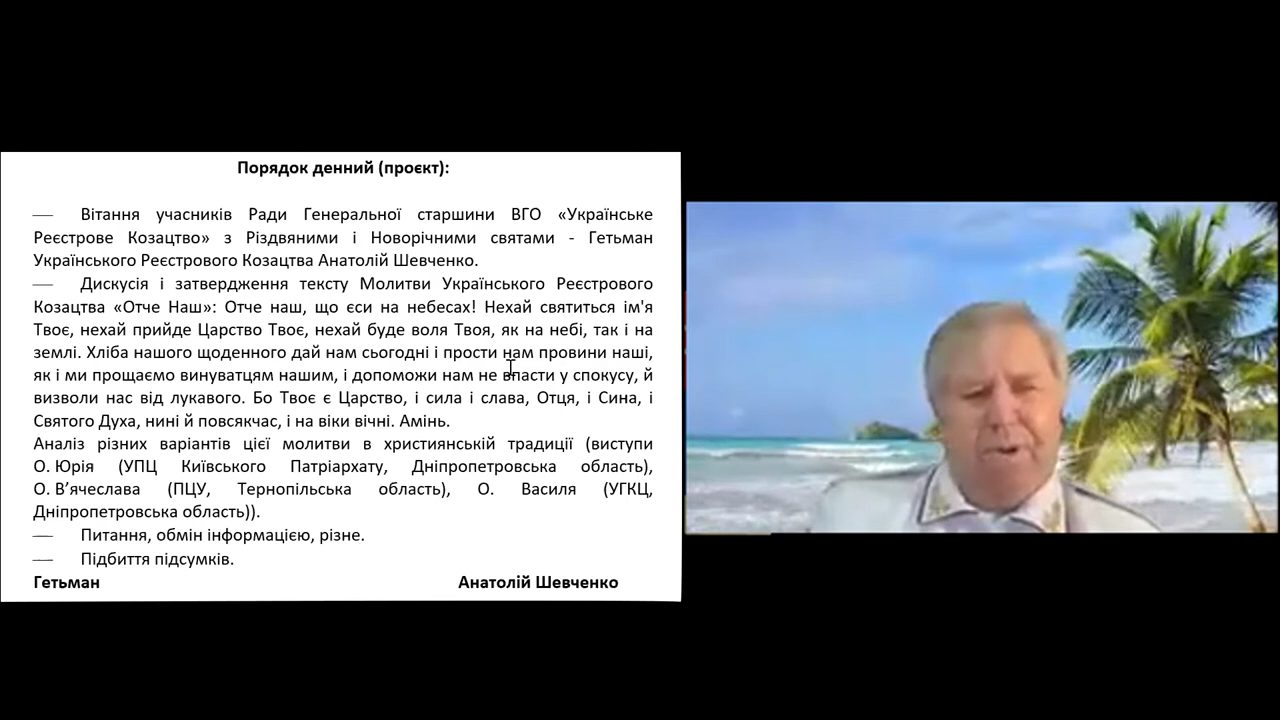 Порядок денний (проєкт):
— Вітання учасників Ради Генеральної старшини ВГО «Українське
Реєстрове Козацтво» з Різдвяними і Новорічними святами - Гетьман
Українського Реєстрового Козацтва Анатолій Шевченко.
— Дискусія і затвердження тексту Молитви Українського Реєстрового
Козацтва «Отче Наш»: Отче наш, що єси на небесах! Нехай святиться ім'я
Твоє, нехай прийде Царство Твоє, нехай буде воля Твоя, як на небі, так і на
землі. Хліба нашого щоденного дай нам сьогодні і прости нам провини наші,
як і ми прощаємо винуватцям нашим, і допоможи нам не впасти у спокусу, й
визволи нас від лукавого. Бо Твоє є Царство, і сила і слава, Отця, і Сина, і
Святого Духа, нині й повсякчас, і на віки вічні. Амінь.
Аналіз різних варіантів цієї молитви в християнській традиції (виступи
О. Юрія (УПЦ Київського Патріархату, Дніпропетровська область),
О. В’ячеслава (ПЦУ, Тернопільська область), О. Василя (УГКЦ,
Дніпропетровська область)).
— Питання, обмін інформацією, різне.
— Підбиття підсумків.
Гетьман Анатолій Шевченко